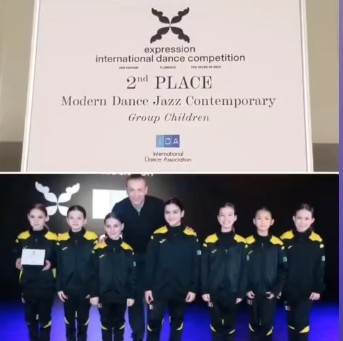 expression
international dance competition
2nd PLACE
Modern Dance Jazz Contemporary
Group Children
IDA
International
Dance Association